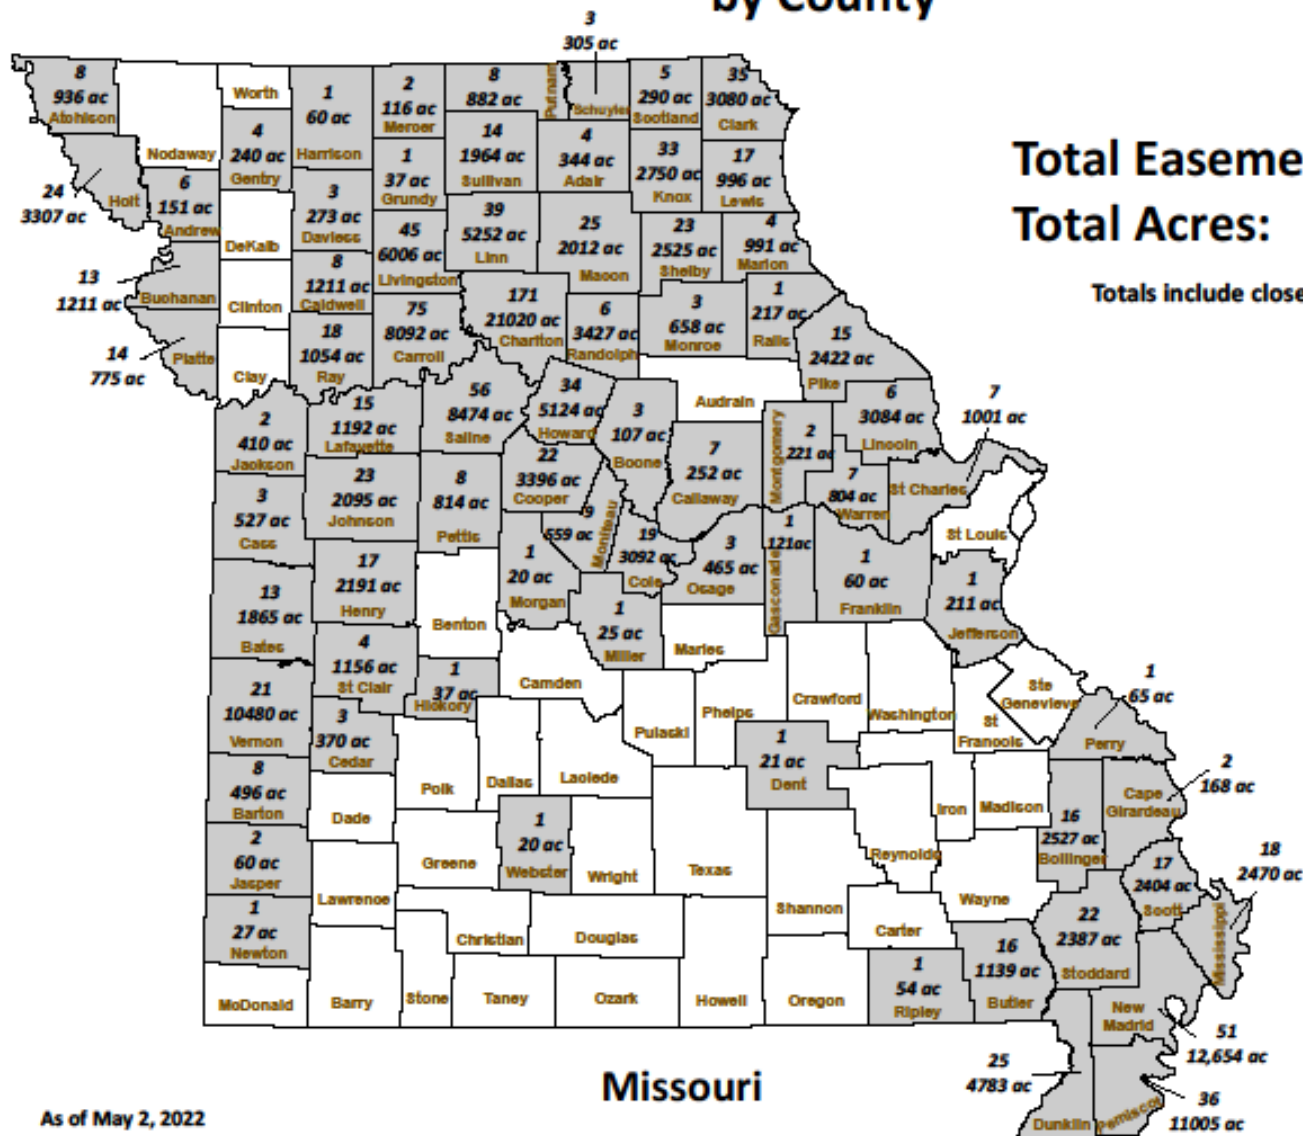 by County
3
305 ac
8
936 ac
Atchison
Worth
1
60 ac
Harrison
2
116 ac
Mercer
8
882 ac
Putnam
Schuyler
5
290 ac
Scotland
35
3080 ac
Clark
Nodaway
4
240 ac
Gentry
1
37 ac
Grundy
14
1964 ac
Sullivan
4
344 ac
Adair
33
2750 ac
Knox
17
996 ac
Lewis
Total Easeme
Total Acres:
Totals include close
24
3307 ac
Holt
6
151 ac
Andrew
DeKalb
3
273 ac
Daviess
45
6006 ac
Livingston
39
5252 ac
Linn
25
2012 ac
Macon
23
2525 ac
Shelby
4
991 ac
Marion
13
1211 ac
Buchanan
Clinton
8
1211 ac
Caldwell
75
8092 ac
Carroll
171
21020 ac
Chariton
6
3427 ac
Randolph
3
658 ac
Monroe
1
217 ac
Ralls
15
2422 ac
Pike
14
775 ac
Platte
Clay
18
1054 ac
Ray
2
410 ac
Jackson
15
1192 ac
Lafayette
56
8474 ac
Saline
34
5124 ac
Howard
3
107 ac
Boone
Audrain
7
252 ac
Callaway
Montgomery
2
221 ac
6
3084 ac
Lincoln
7
1001 ac
St Charles
7
804 ac
Warren
St Louis
3
527 ac
Cass
23
2095 ac
Johnson
8
814 ac
Pettis
22
3396 ac
Cooper
9
559 ac
Moniteau
19
3092 ac
Cole
3
465 ac
Osage
1
121ac
Gasconade
1
60 ac
Franklin
1
211 ac
Jefferson
13
1865 ac
Bates
17
2191 ac
Henry
Benton
1
20 ac
Morgan
1
25 ac
Miller
Maries
4
1156 ac
St Clair
1
37 ac
Hickory
Camden
Pulaski
Phelps
Crawford
Washington
St
Francois
Ste
Genevieve
1
65 ac
Perry
21
10480 ac
Vernon
3
370 ac
Cedar
Polk
Dallas
Laclede
1
21 ac
Dent
Iron
Madison
2
168 ac
Cape
Girardeau
8
496 ac
Barton
Dade
Greene
1
20 ac
Webster
Wright
Texas
Reynolds
16
2527 ac
Bollinger
17
2404 ac
Scott
18
2470 ac
Mississippi
2
60 ac
Jasper
Lawrence
Christian
Douglas
Shannon
Carter
Wayne
22
2387 ac
Stoddard
1
27 ac
Newton
McDonald
Barry
Stone
Taney
Ozark
Howell
Oregon
1
54 ac
Ripley
16
1139 ac
Butler
New
Madrid
51
12,654 ac
25
4783 ac
Dunklin
Pemiscot
36
11005 ac
Missouri
As of May 2, 2022